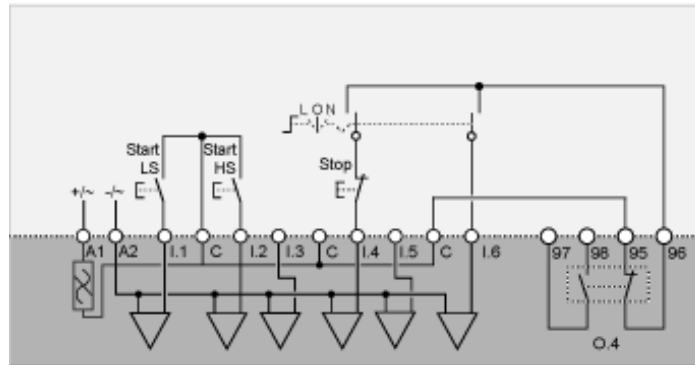 L O N
Start
LS
Start
HS
Stop
+/~
-/~
A1
A2
I.1
C
I.2
I.3
C
I.4
I.5
C
I.6
97
98
95
96
O.4